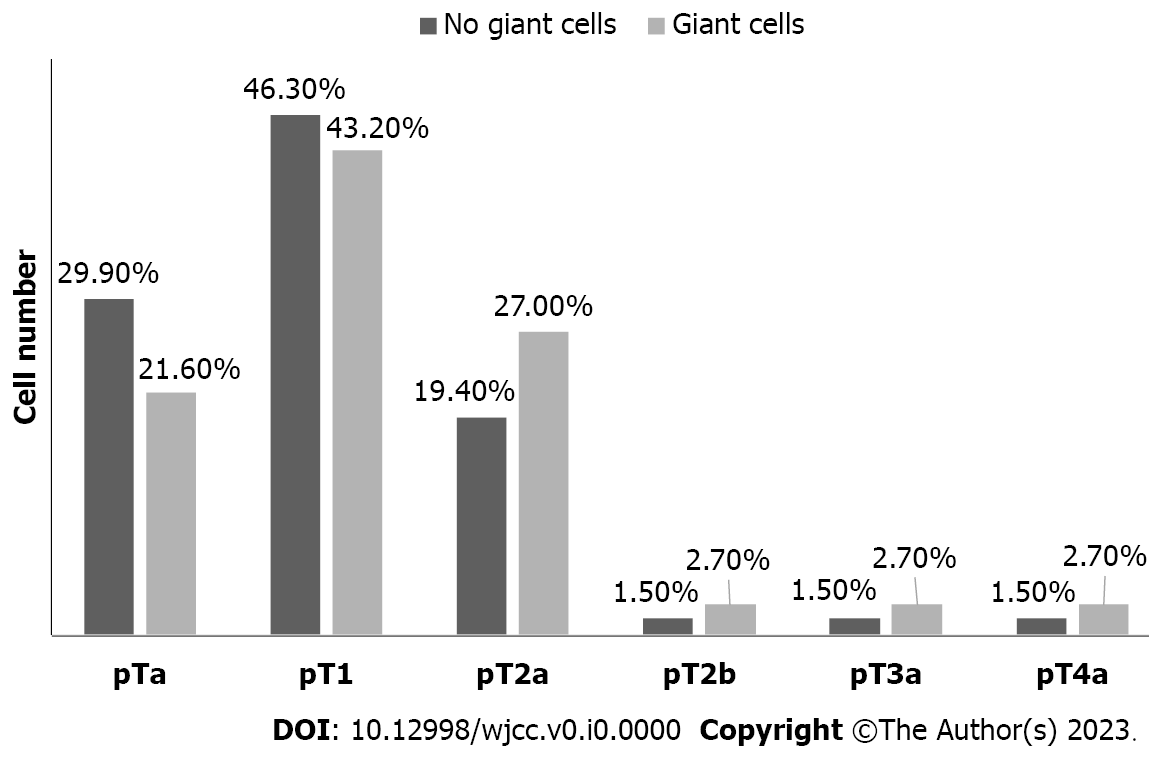 No giant cells Giant cells
46.30%
43.20%
29.90%
27.00%
21.60%
19.40%
2.70% 2.70% 2.70%
1.50% 1.50% 1.50%
Cell number
pTa pT1 pT2a pT2b pT3a pT4a
DOI: 10.12998/wjcc.v0.i0.0000 Copyright ©The Author(s) 2023.